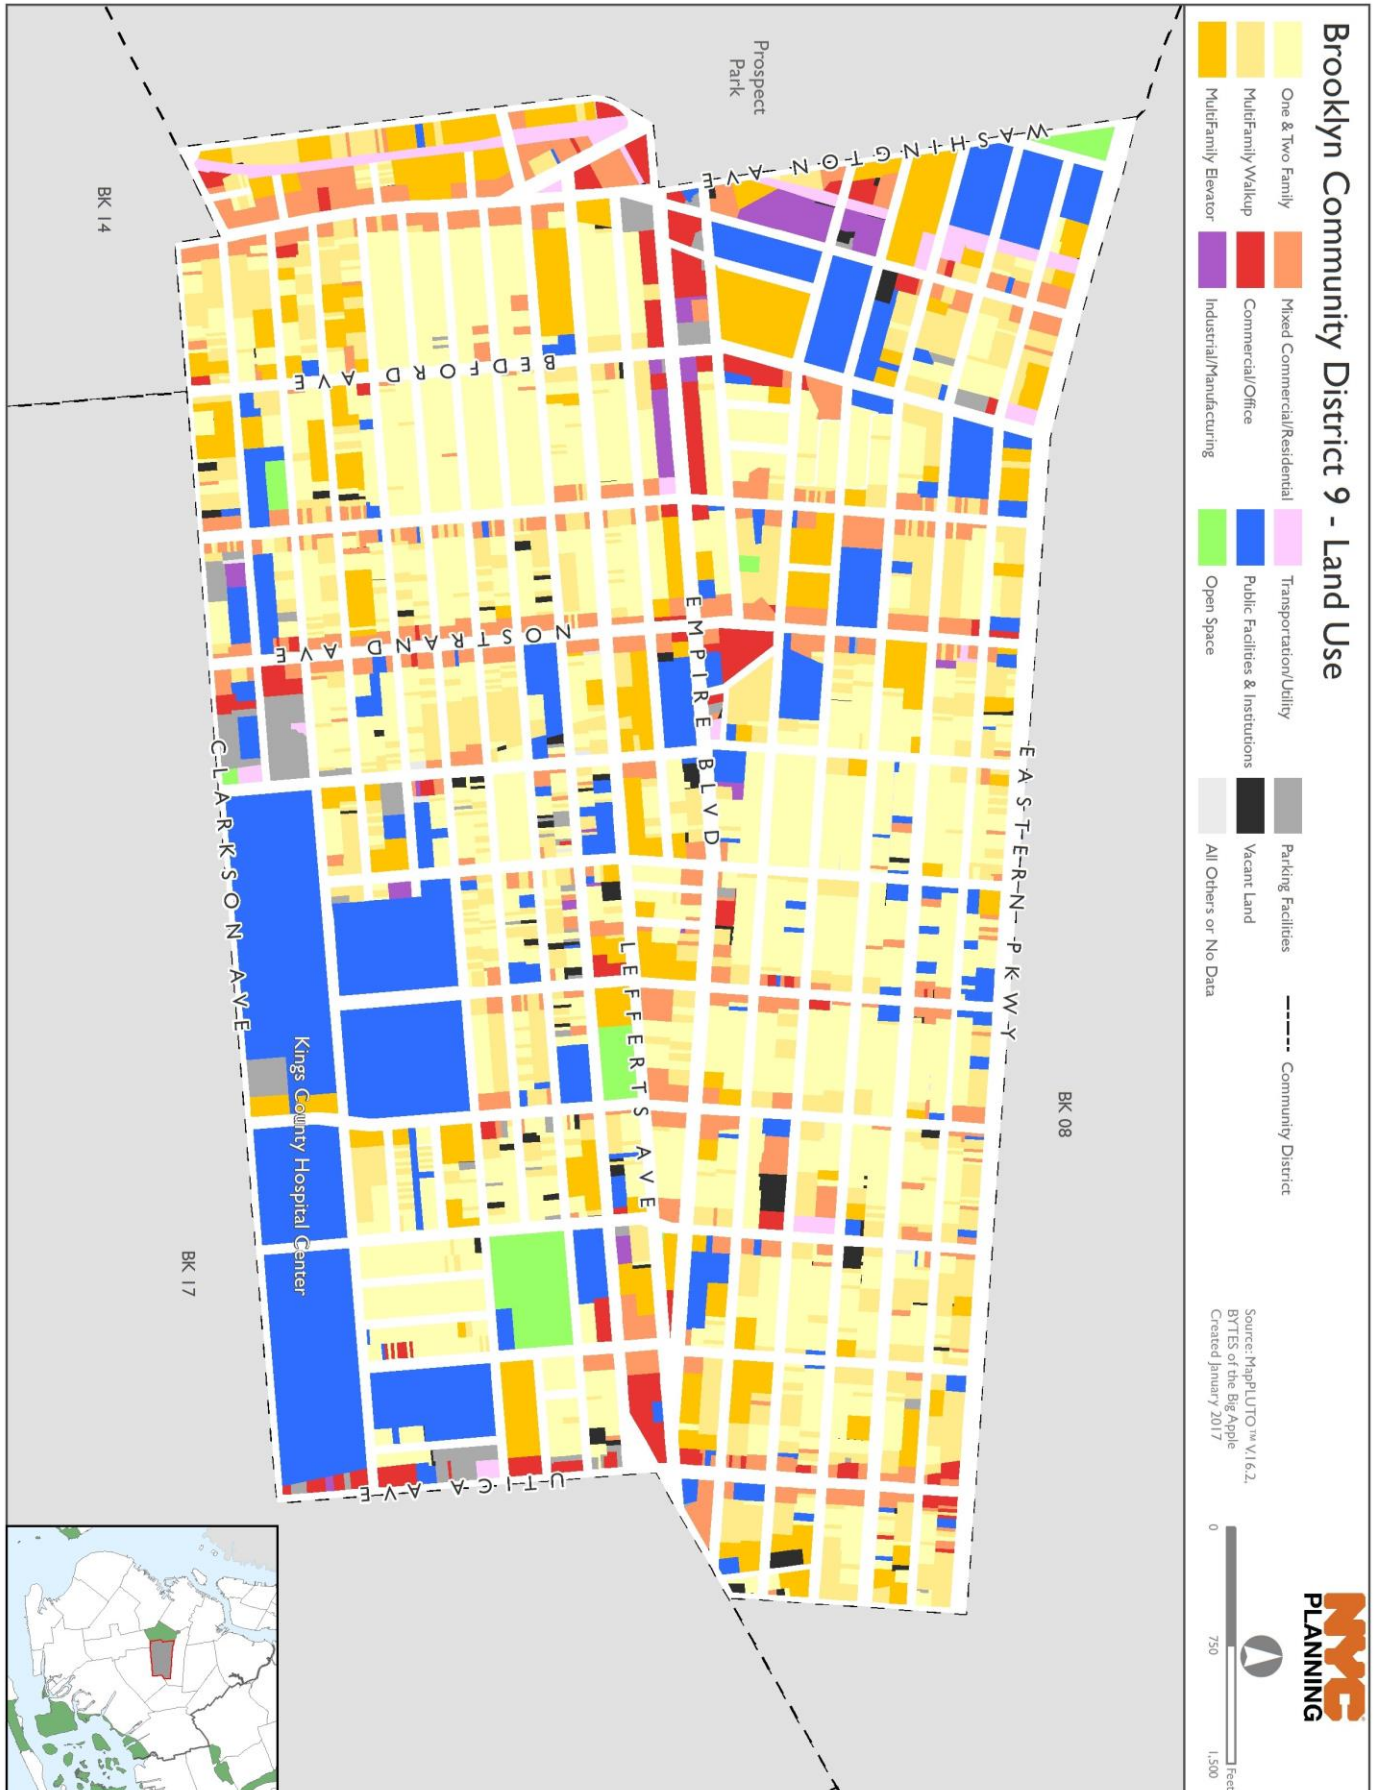 Brooklyn Community District 9 - Land Use
One & Two Family
MultiFamily Walkup
MultiFamily Elevator
Mixed Commercial/Residential
Commercial/Office
Industrial/Manufacturing
Transportation/Utility
Public Facilities & Institutions
Open Space
Parking Facilities
Vacant Land
All Others or No Data
Community District
Source: MapPLUTO™ V.16.2,
BYTES of the Big Apple
Created January 2017
0 750 1,500
Feet
NYC
PLANNING
Prospect
Park
WASHINGTON AVE
EASTERN PKWY
BK 08
BEDFORD AVE
NOSTRAND AVE
EMPIRE BLVD
LEFFERTS AVE
UTICA AVE
CLARKSON AVE
Kings County Hospital Center
BK 14
BK 17